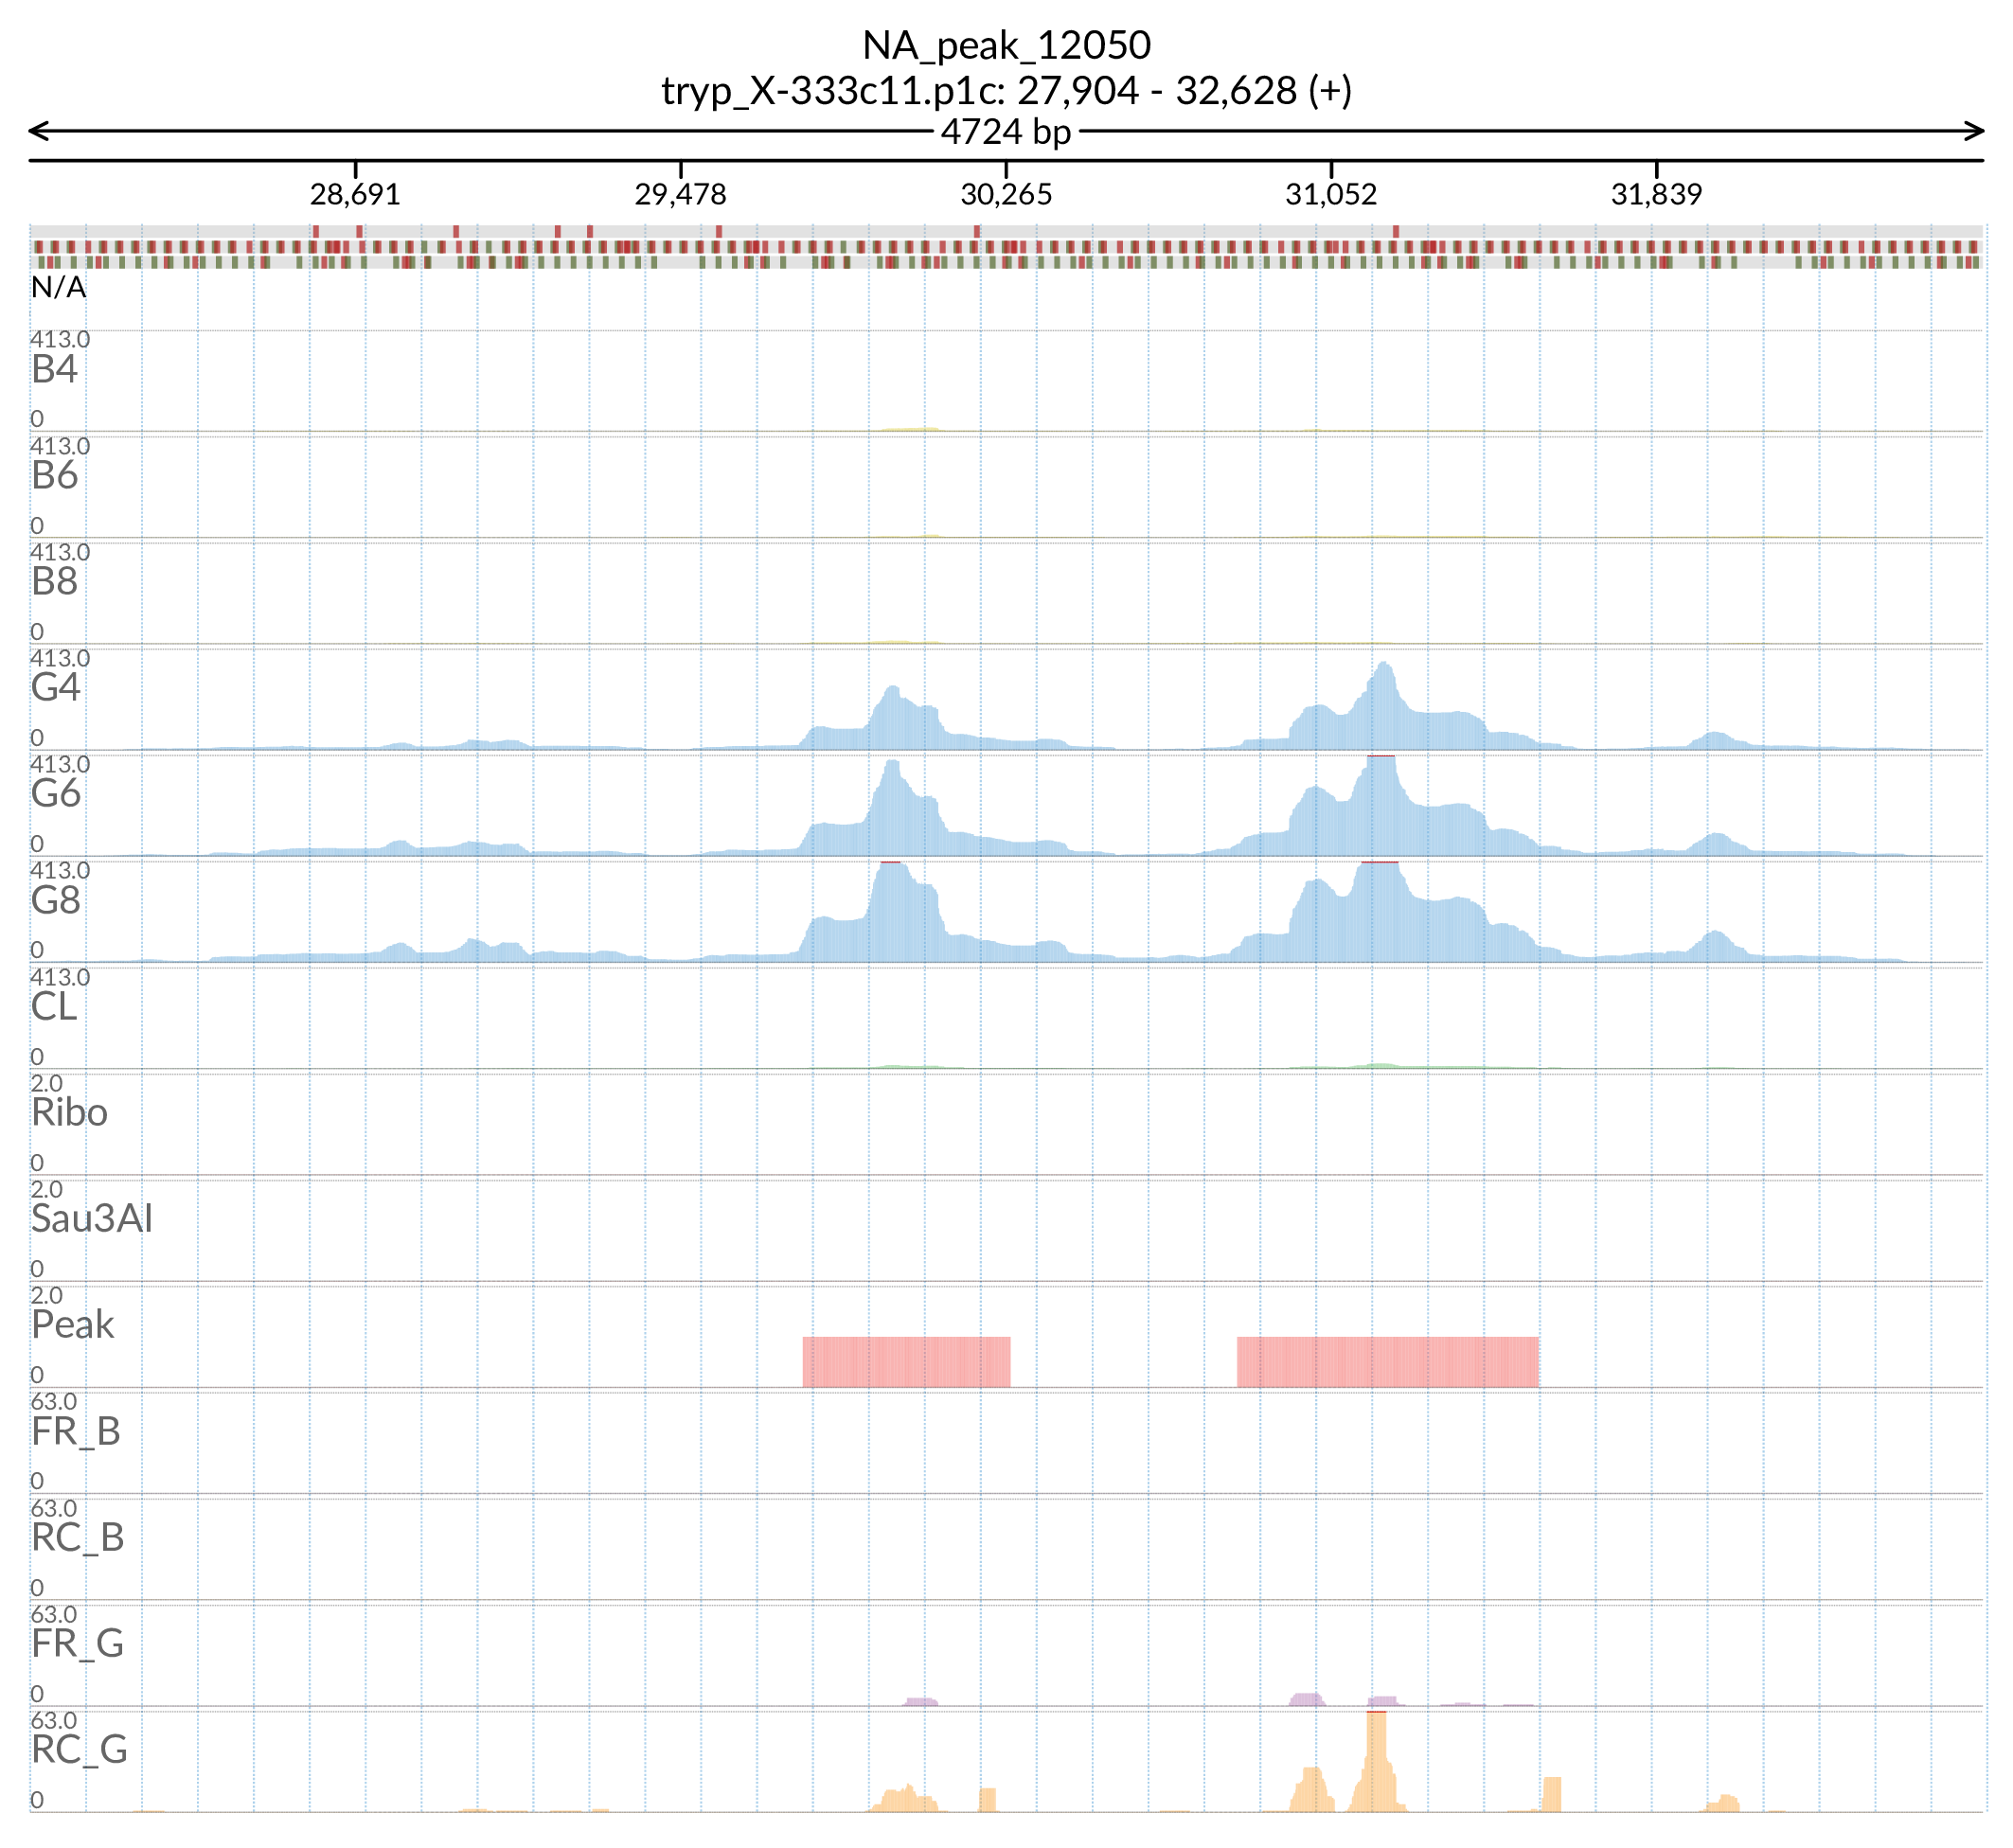 NA_peak_12050
tryp_X-333c11.p1c: 27,904 - 32,628 (+)
4724 bp
28,691 29,478 30,265 31,052 31,839
N/A
413.0
B4
0
413.0
B6
0
413.0
B8
0
413.0
G4
0
413.0
G6
0
413.0
G8
0
413.0
CL
0
2.0
Ribo
0
2.0
Sau3AI
0
2.0
Peak
0
63.0
FR_B
0
63.0
RC_B
0
63.0
FR_G
0
63.0
RC_G
0